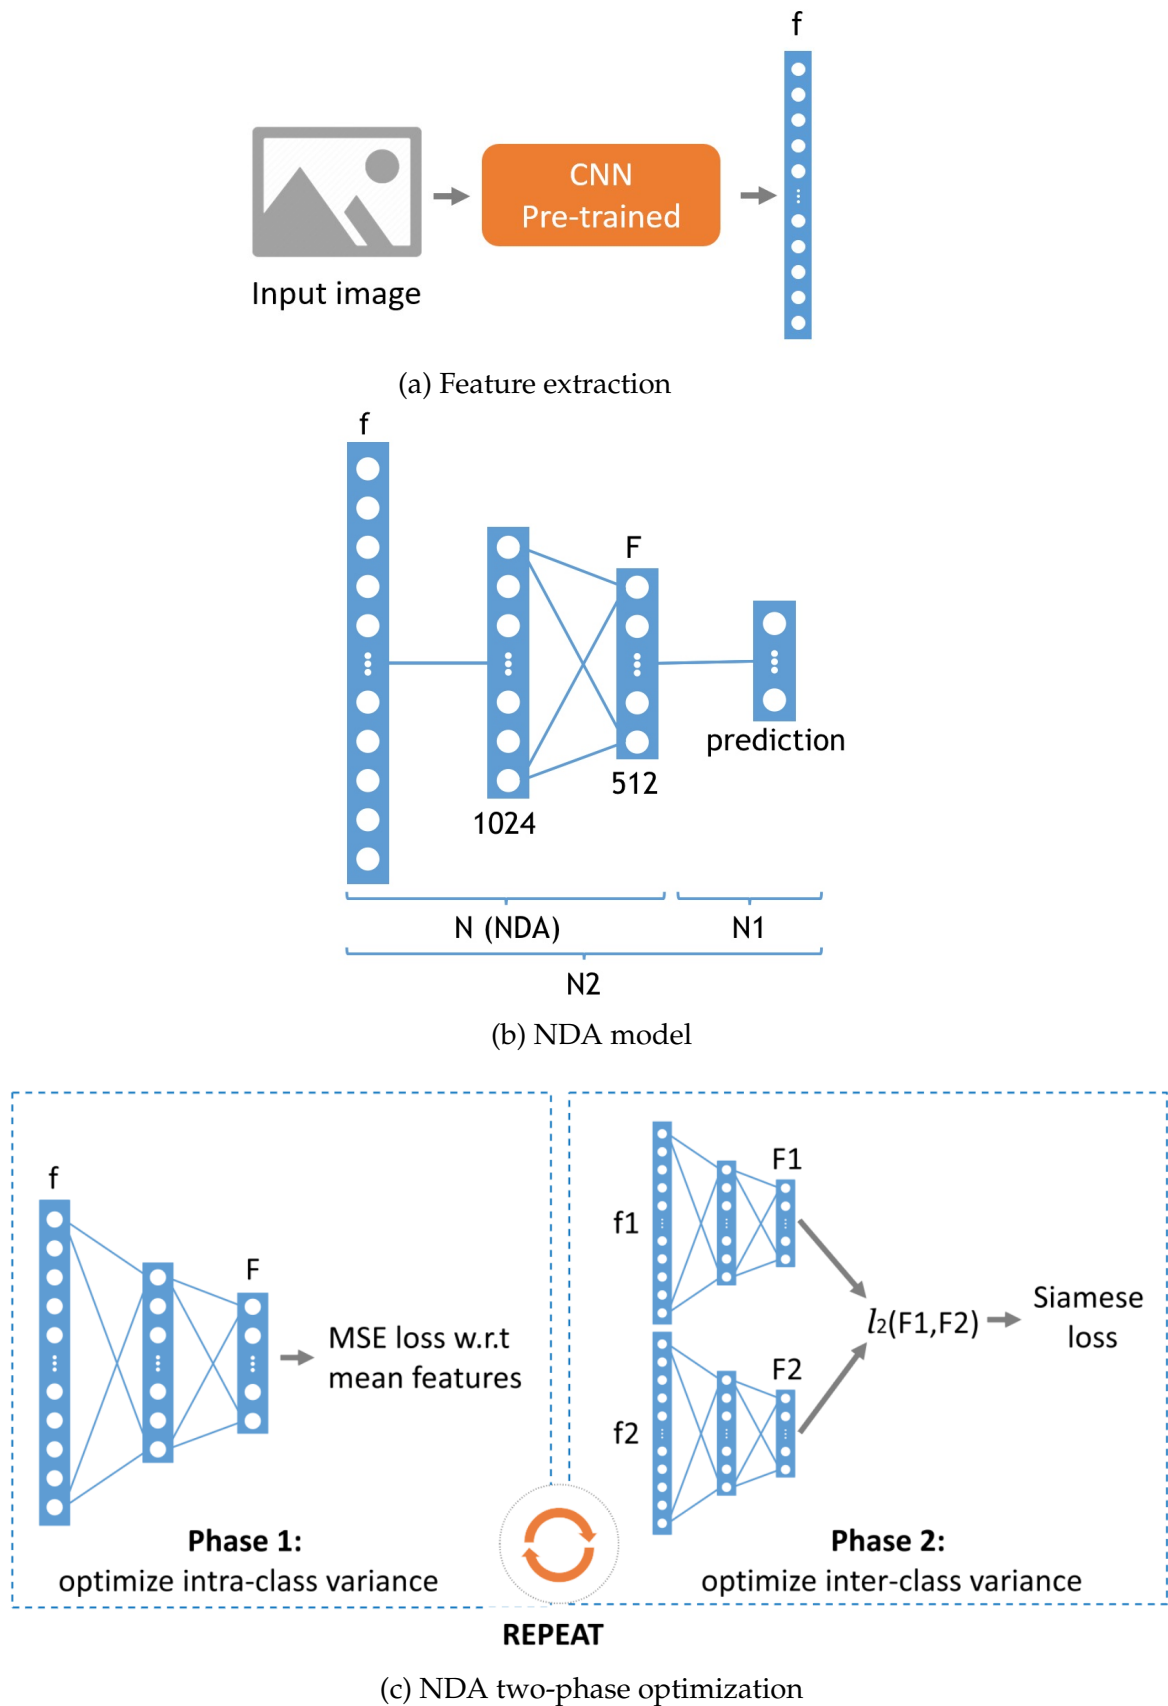 f
CNN
Pre-trained
Input image
(a) Feature extraction
f
F
prediction
512
1024
N (NDA)
N1
N2
(b) NDA model
f
F
MSE loss w.r.t
mean features
Phase 1:
optimize intra-class variance
F1
f1
l2(F1,F2)
Siamese
loss
F2
f2
Phase 2:
optimize inter-class variance
REPEAT
(c) NDA two-phase optimization